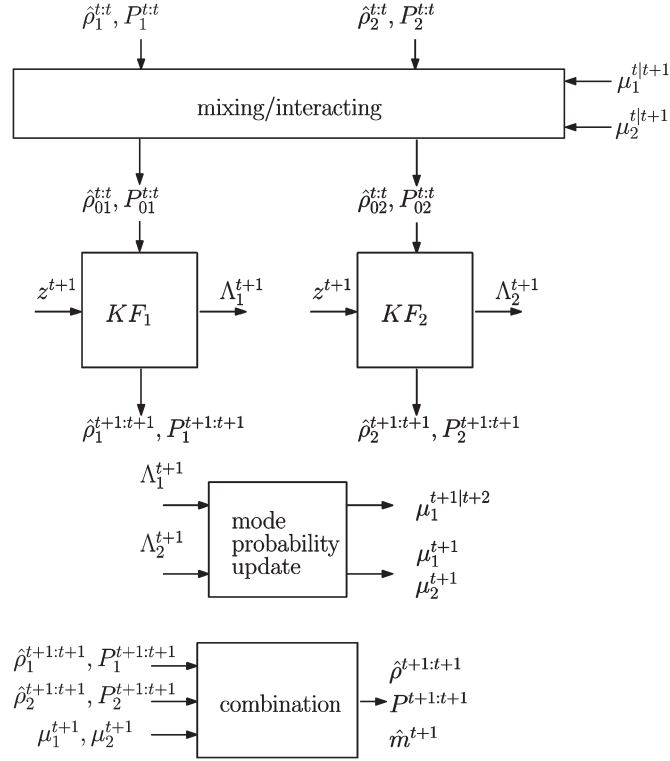 ρ̂₁^{t:t}, P₁^{t:t} ρ̂₂^{t:t}, P₂^{t:t}
μ₁^{t|t+1}
mixing/interacting
μ₂^{t|t+1}
ρ̂₀₁^{t:t}, P₀₁^{t:t} ρ̂₀₂^{t:t}, P₀₂^{t:t}
z^{t+1} KF₁ Λ₁^{t+1} z^{t+1} KF₂ Λ₂^{t+1}
ρ̂₁^{t+1:t+1}, P₁^{t+1:t+1} ρ̂₂^{t+1:t+1}, P₂^{t+1:t+1}
Λ₁^{t+1}
Λ₂^{t+1}
mode
probability
update
μ₁^{t+1|t+2}
μ₁^{t+1}
μ₂^{t+1}
ρ̂₁^{t+1:t+1}, P₁^{t+1:t+1}
ρ̂₂^{t+1:t+1}, P₂^{t+1:t+1}
μ₁^{t+1}, μ₂^{t+1}
combination
ρ̂^{t+1:t+1}
P^{t+1:t+1}
m̂^{t+1}